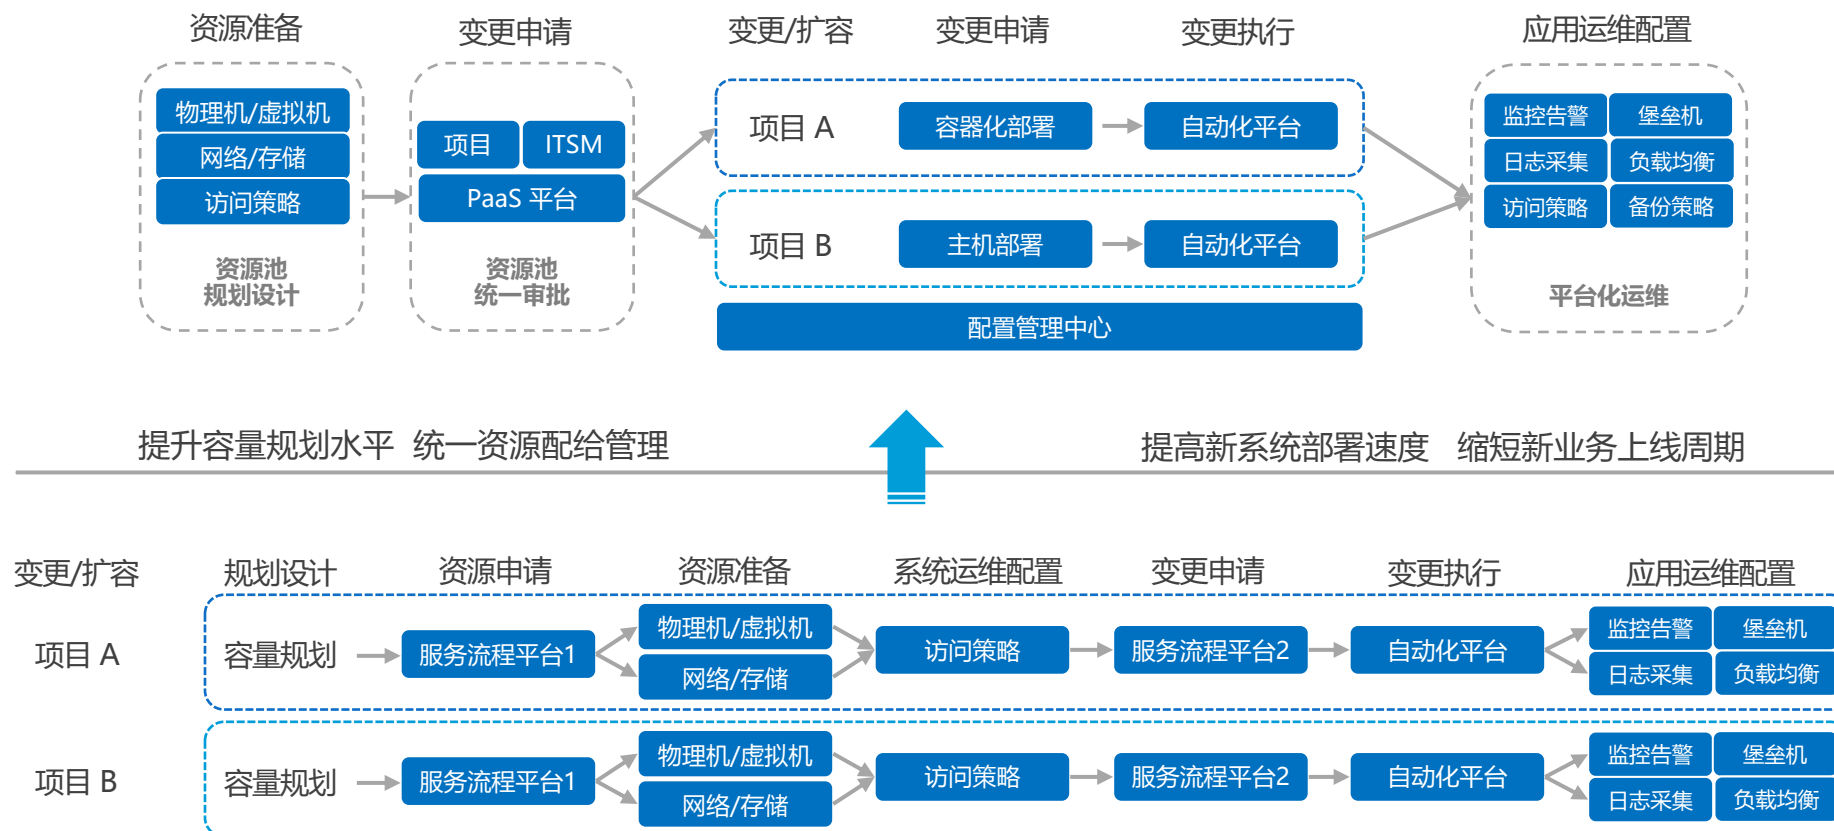 资源准备
变更申请
变更/扩容
变更申请
变更执行
应用运维配置
物理机/虚拟机
网络/存储
访问策略
资源池
规划设计
项目
ITSM
PaaS 平台
资源池
统一审批
项目 A
容器化部署
自动化平台
项目 B
主机部署
自动化平台
配置管理中心
监控告警
堡垒机
日志采集
负载均衡
访问策略
备份策略
平台化运维
提升容量规划水平 统一资源配给管理
提高新系统部署速度 缩短新业务上线周期
变更/扩容
规划设计
资源申请
资源准备
系统运维配置
变更申请
变更执行
应用运维配置
项目 A
容量规划
服务流程平台1
物理机/虚拟机
网络/存储
访问策略
服务流程平台2
自动化平台
监控告警
堡垒机
日志采集
负载均衡
项目 B
容量规划
服务流程平台1
物理机/虚拟机
网络/存储
访问策略
服务流程平台2
自动化平台
监控告警
堡垒机
日志采集
负载均衡